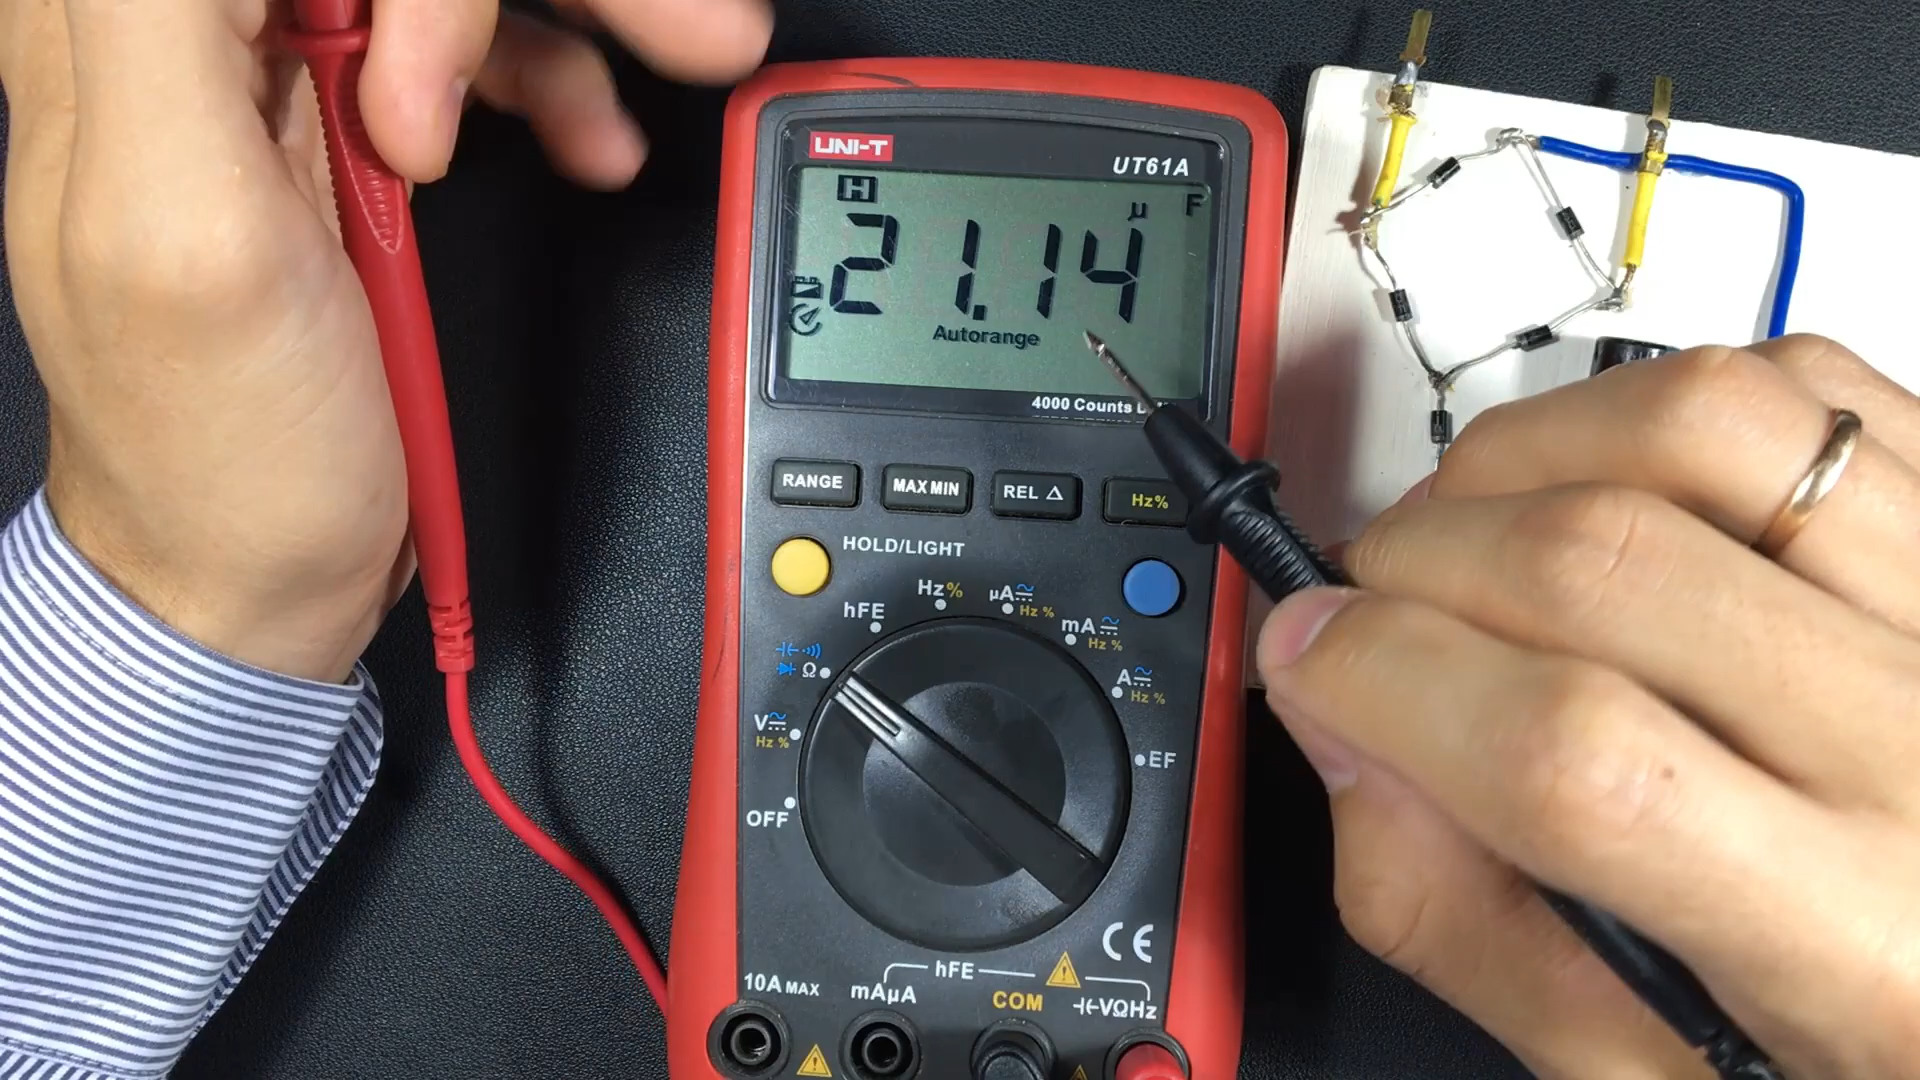 UNI-T
UT61A
H
µ F
21.14
Autorange
4000 Counts
RANGE
MAX MIN
REL Δ
Hz%
HOLD/LIGHT
hFE
Hz%
µA
Hz %
mA
Hz %
A
Hz %
EF
Ω
V
Hz %
OFF
CE
10A MAX
mAµA
hFE
COM
VΩHz